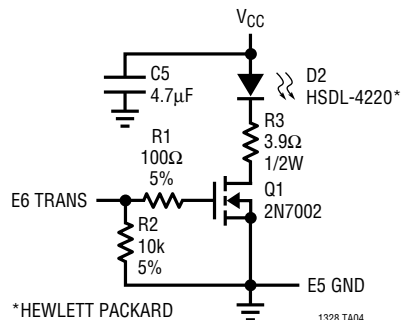 VCC
C5
4.7µF
D2
HSDL-4220*
R3
3.9Ω
1/2W
R1
100Ω
5%
Q1
2N7002
E6 TRANS
R2
10k
5%
E5 GND
*HEWLETT PACKARD
1328 TA04